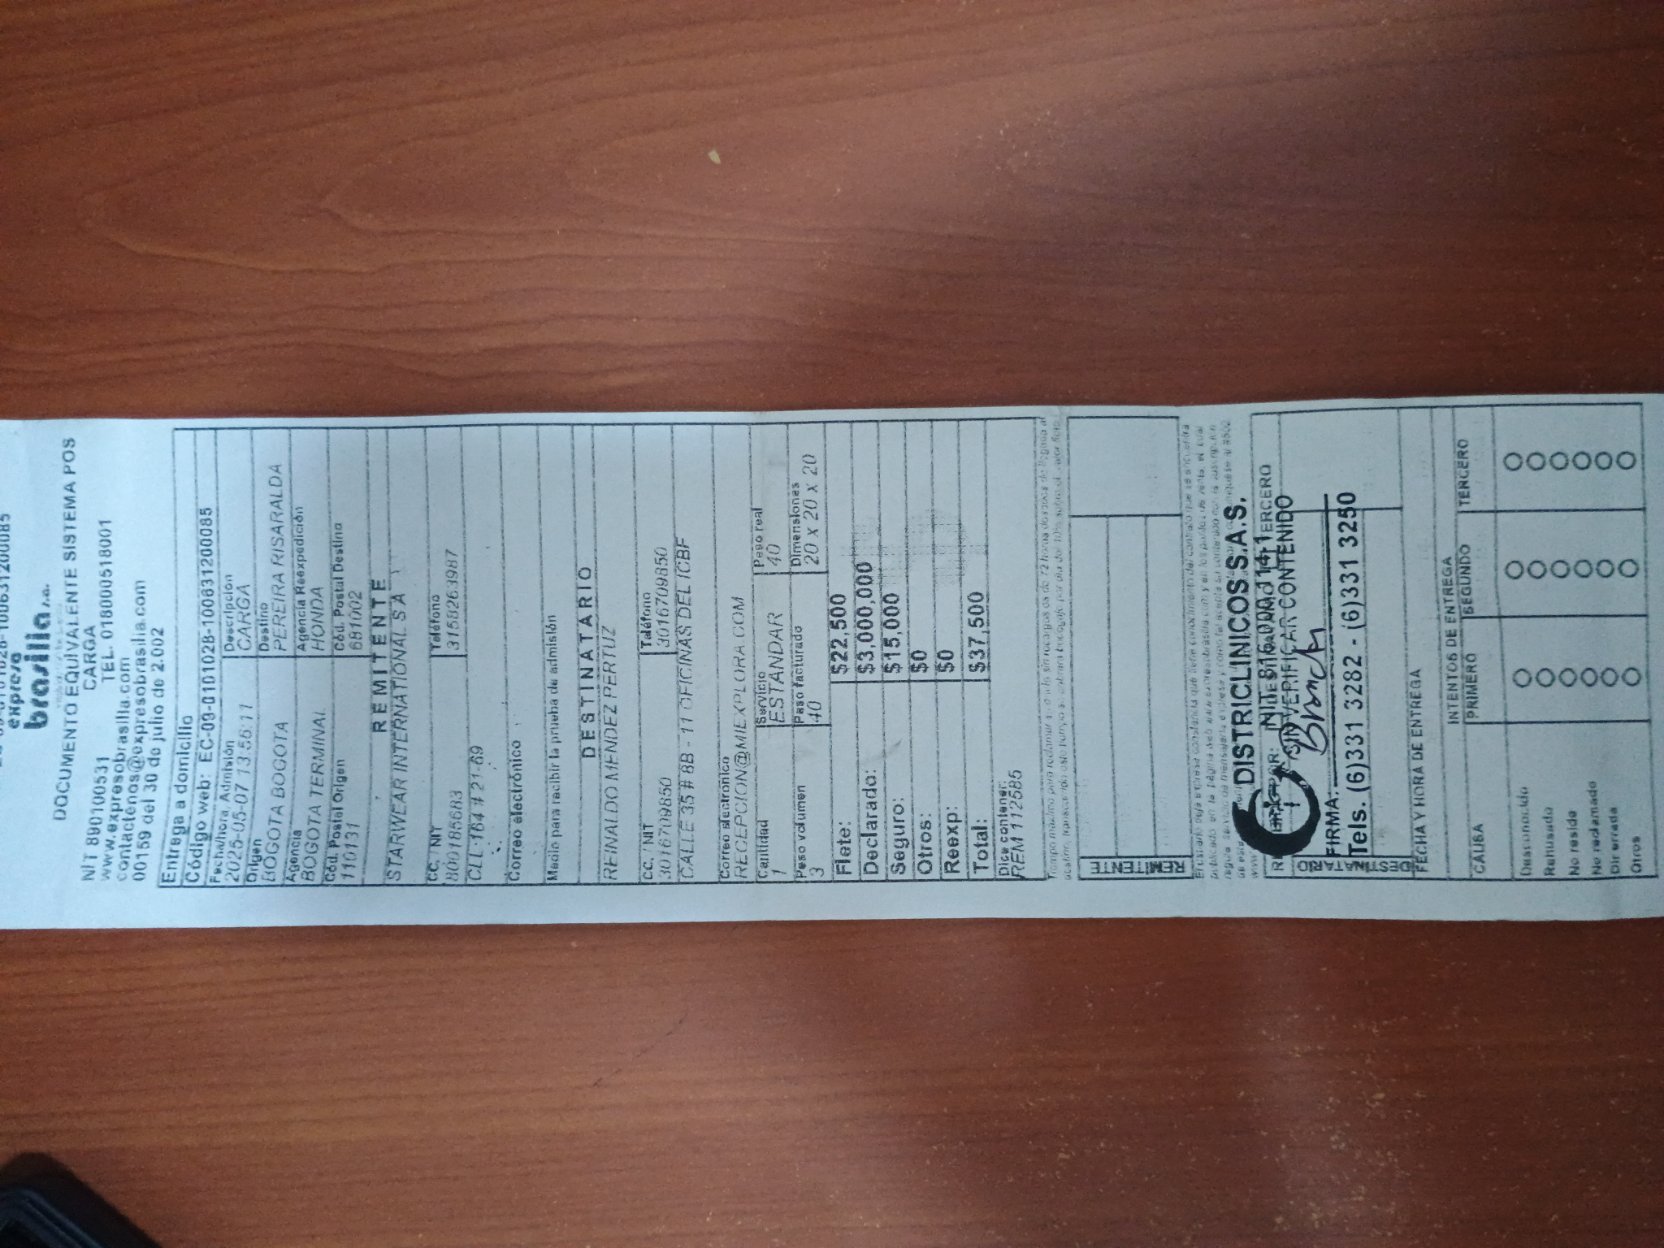 expreso
brasilia s.a.
DOCUMENTO EQUIVALENTE SISTEMA POS
NIT 890100531 CARGA
www.expresobrasilia.com TEL. 018000518001
contactenos@expresobrasilia.com
00159 del 30 de julio de 2.002
Entrega a domicilio
Código web: EC-09-0101028-1006312000085
Fecha/hora Admisión Descripción
2025-05-07 13:56:11 CARGA
Origen Destino
BOGOTA BOGOTA PEREIRA RISARALDA
Agencia Agencia Reexpedición
BOGOTA TERMINAL HONDA
Cód. Postal Origen Cód. Postal Destino
110131 681002
REMITENTE
STARWEAR INTERNATIONAL S A
CC, NIT Teléfono
800185683 3158263987
CLL 164 # 21-69
Correo electrónico
Medio para recibir la prueba de admisión
DESTINATARIO
REINALDO MENDEZ PERTUZ
CC, NIT Teléfono
3016709850 3016709850
CALLE 35 # 8B - 11 OFICINAS DEL ICBF
Correo electrónico
RECEPCION@MIEXPLORA.COM
Cantidad Servicio Peso real
1 ESTANDAR 40
Peso volumen Peso facturado Dimensiones
3 40 20 x 20 x 20
Flete: $22,500
Declarado: $3,000,000
Seguro: $15,000
Otros: $0
Reexp: $0
Total: $37,500
Dice contener:
REM 112585
REMITENTE
DISTRICLINICOS S.A.S.
TERCERO
SIN VERIFICAR CONTENIDO
FIRMA:
Tels. (6)331 3282 - (6)331 3250
DESTINATARIO
FECHA Y HORA DE ENTREGA
INTENTOS DE ENTREGA
CAUSA PRIMERO SEGUNDO TERCERO
Desconocido
Rehusado
No reside
No reclamado
Dir errada
Otros